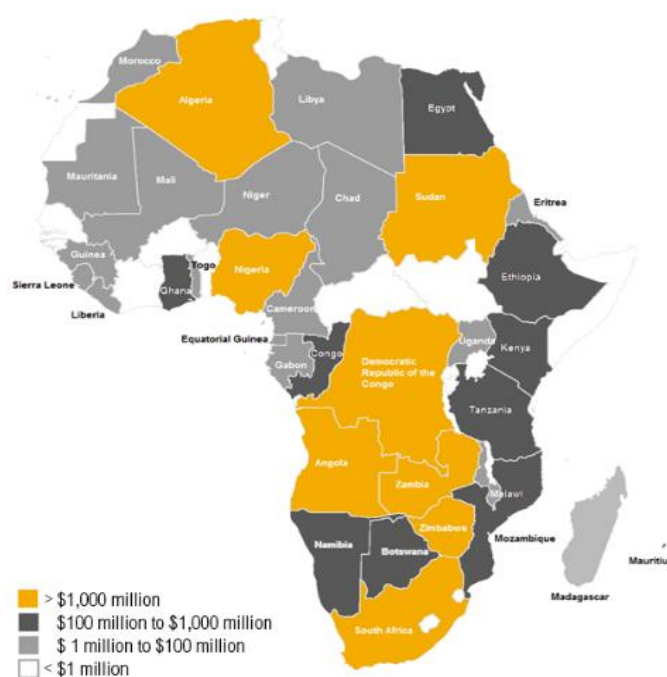 Morocco
Algeria
Libya
Egypt
Mauritania
Mali
Niger
Chad
Sudan
Eritrea
Guinea
Togo
Nigeria
Sierra Leone
Ghana
Ethiopia
Liberia
Cameroon
Equatorial Guinea
Uganda
Gabon
Congo
Democratic
Republic of the
Congo
Kenya
Tanzania
Angola
Zambia
Malawi
Zimbabwe
Mozambique
Namibia
Botswana
Mauritiu
Madagascar
South Africa
> $1,000 million
$100 million to $1,000 million
$ 1 million to $100 million
< $1 million